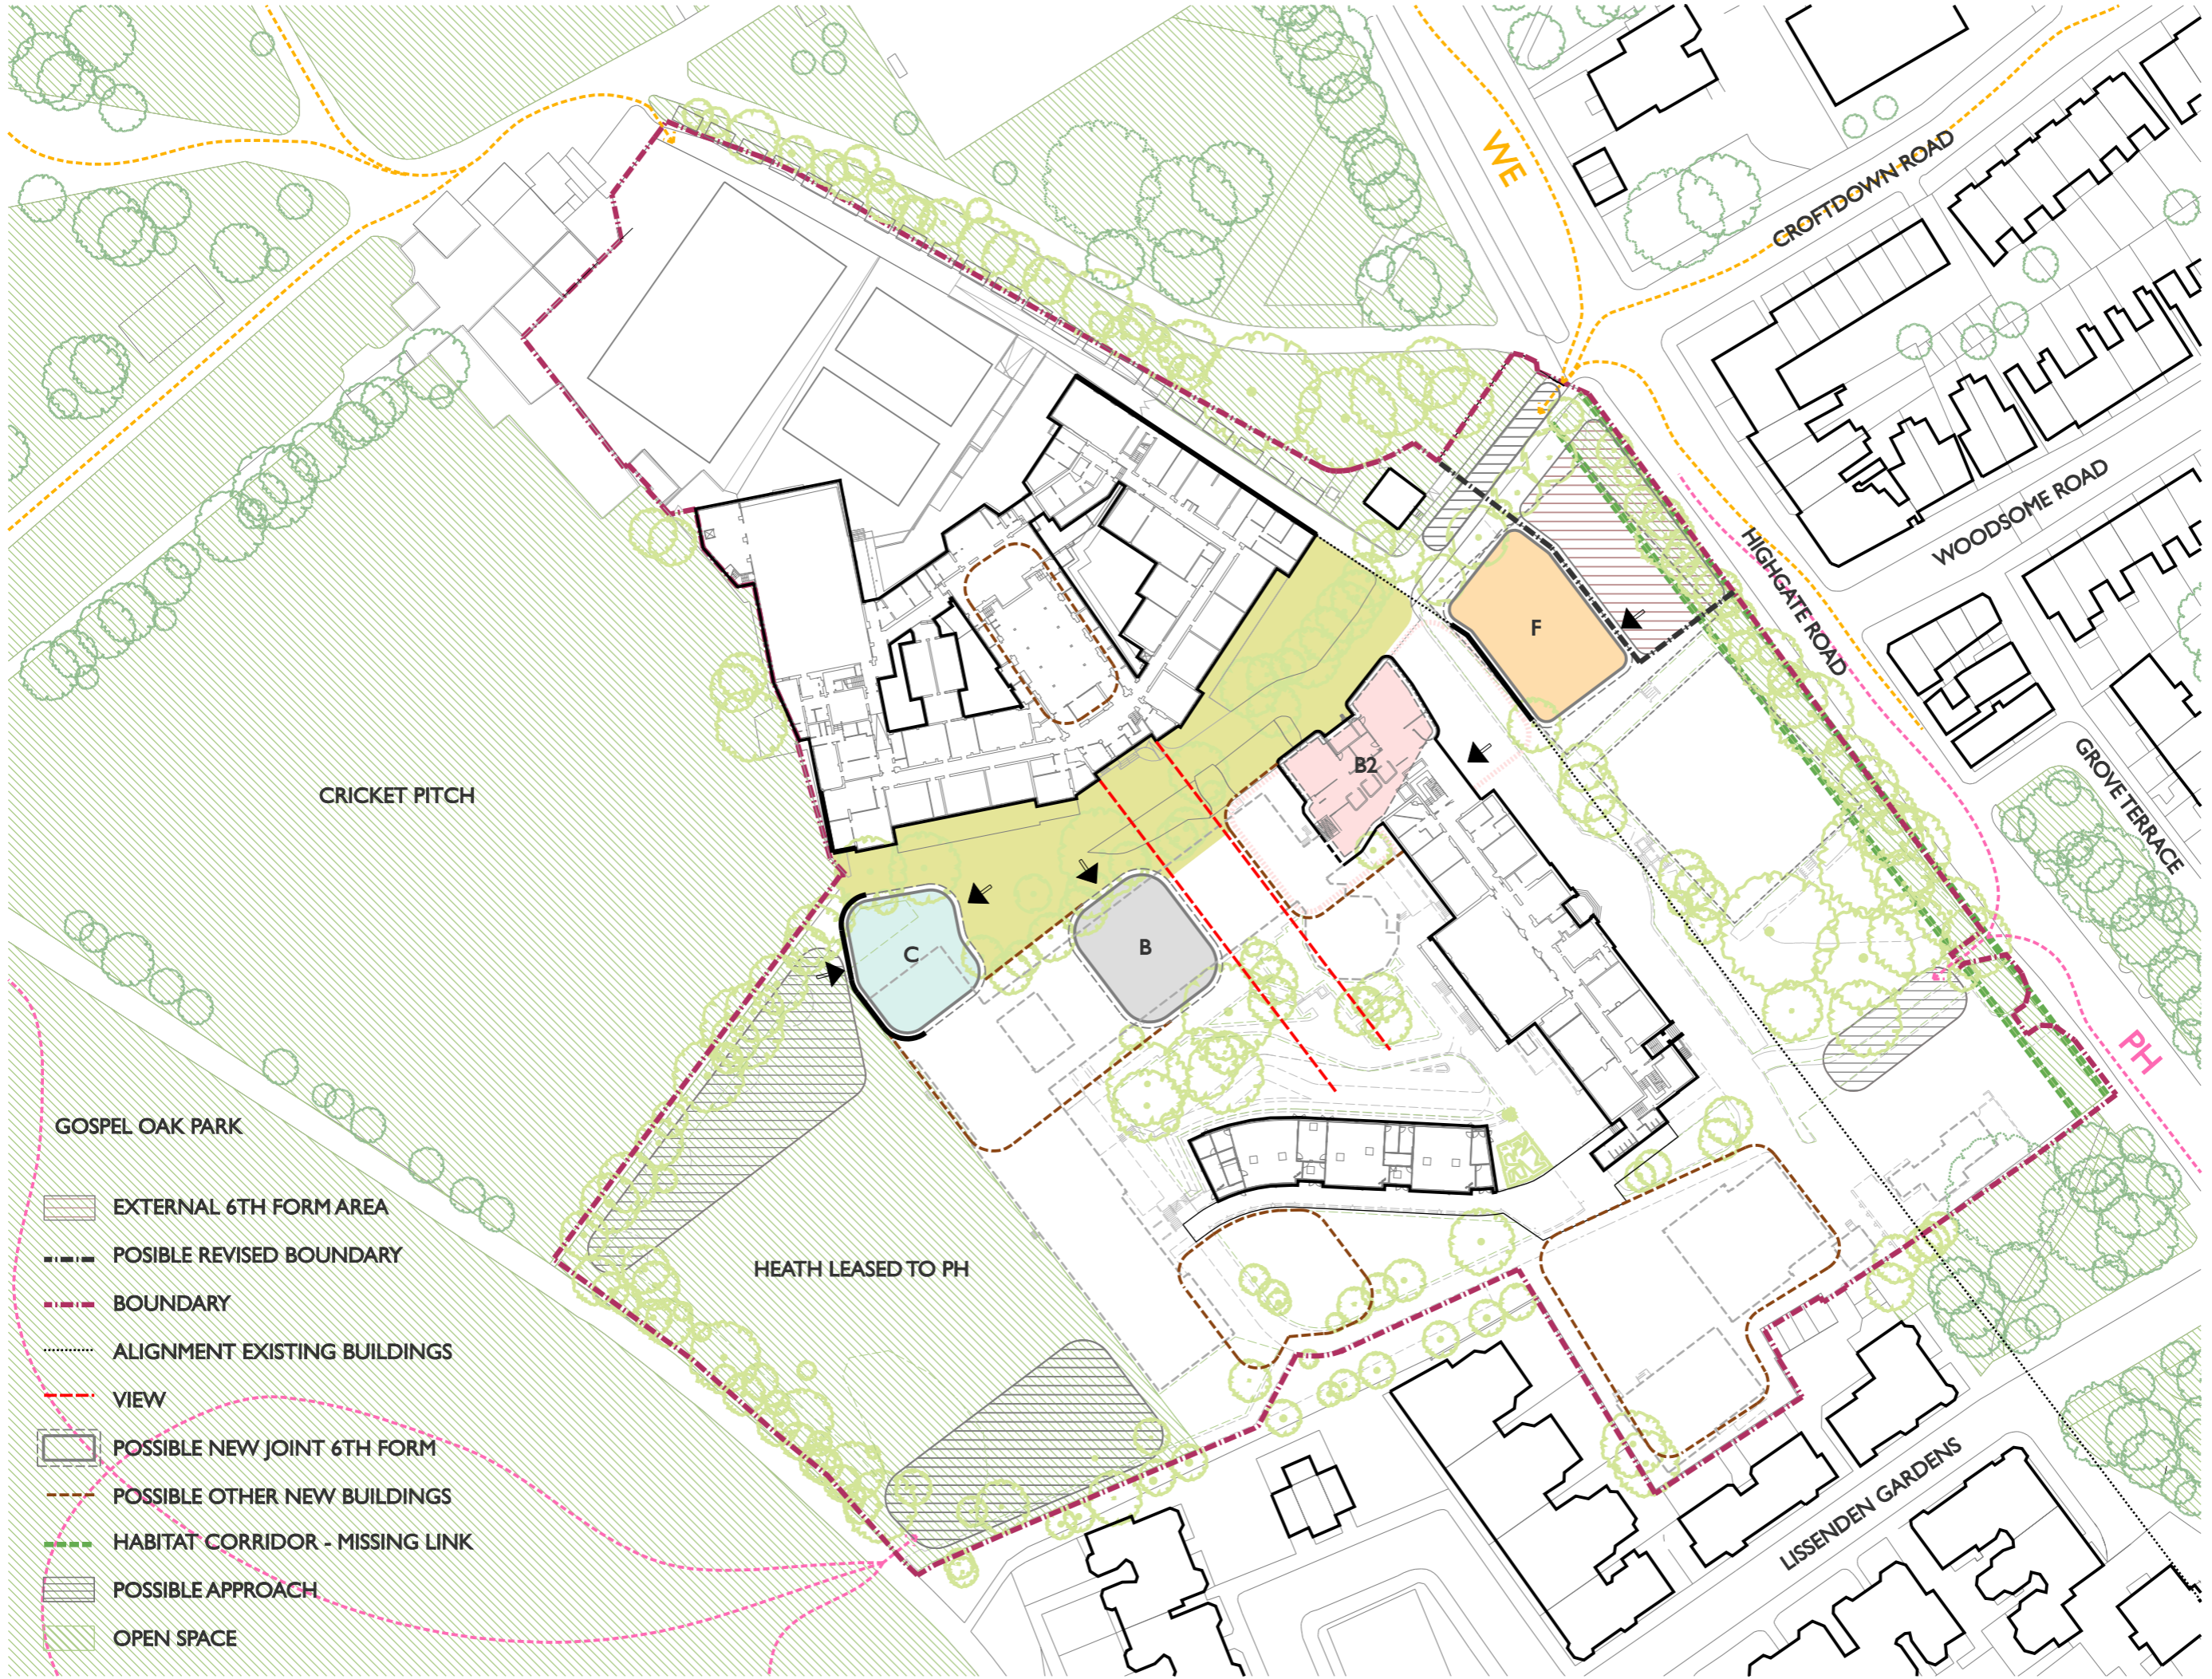 WE
CROFTDOWN ROAD
WOODSOME ROAD
HIGHGATE ROAD
F
B2
GROVE TERRACE
CRICKET PITCH
C
B
PH
GOSPEL OAK PARK
HEATH LEASED TO PH
EXTERNAL 6TH FORM AREA
POSIBLE REVISED BOUNDARY
BOUNDARY
ALIGNMENT EXISTING BUILDINGS
VIEW
POSSIBLE NEW JOINT 6TH FORM
POSSIBLE OTHER NEW BUILDINGS
HABITAT CORRIDOR - MISSING LINK
POSSIBLE APPROACH
OPEN SPACE
LISSENDEN GARDENS